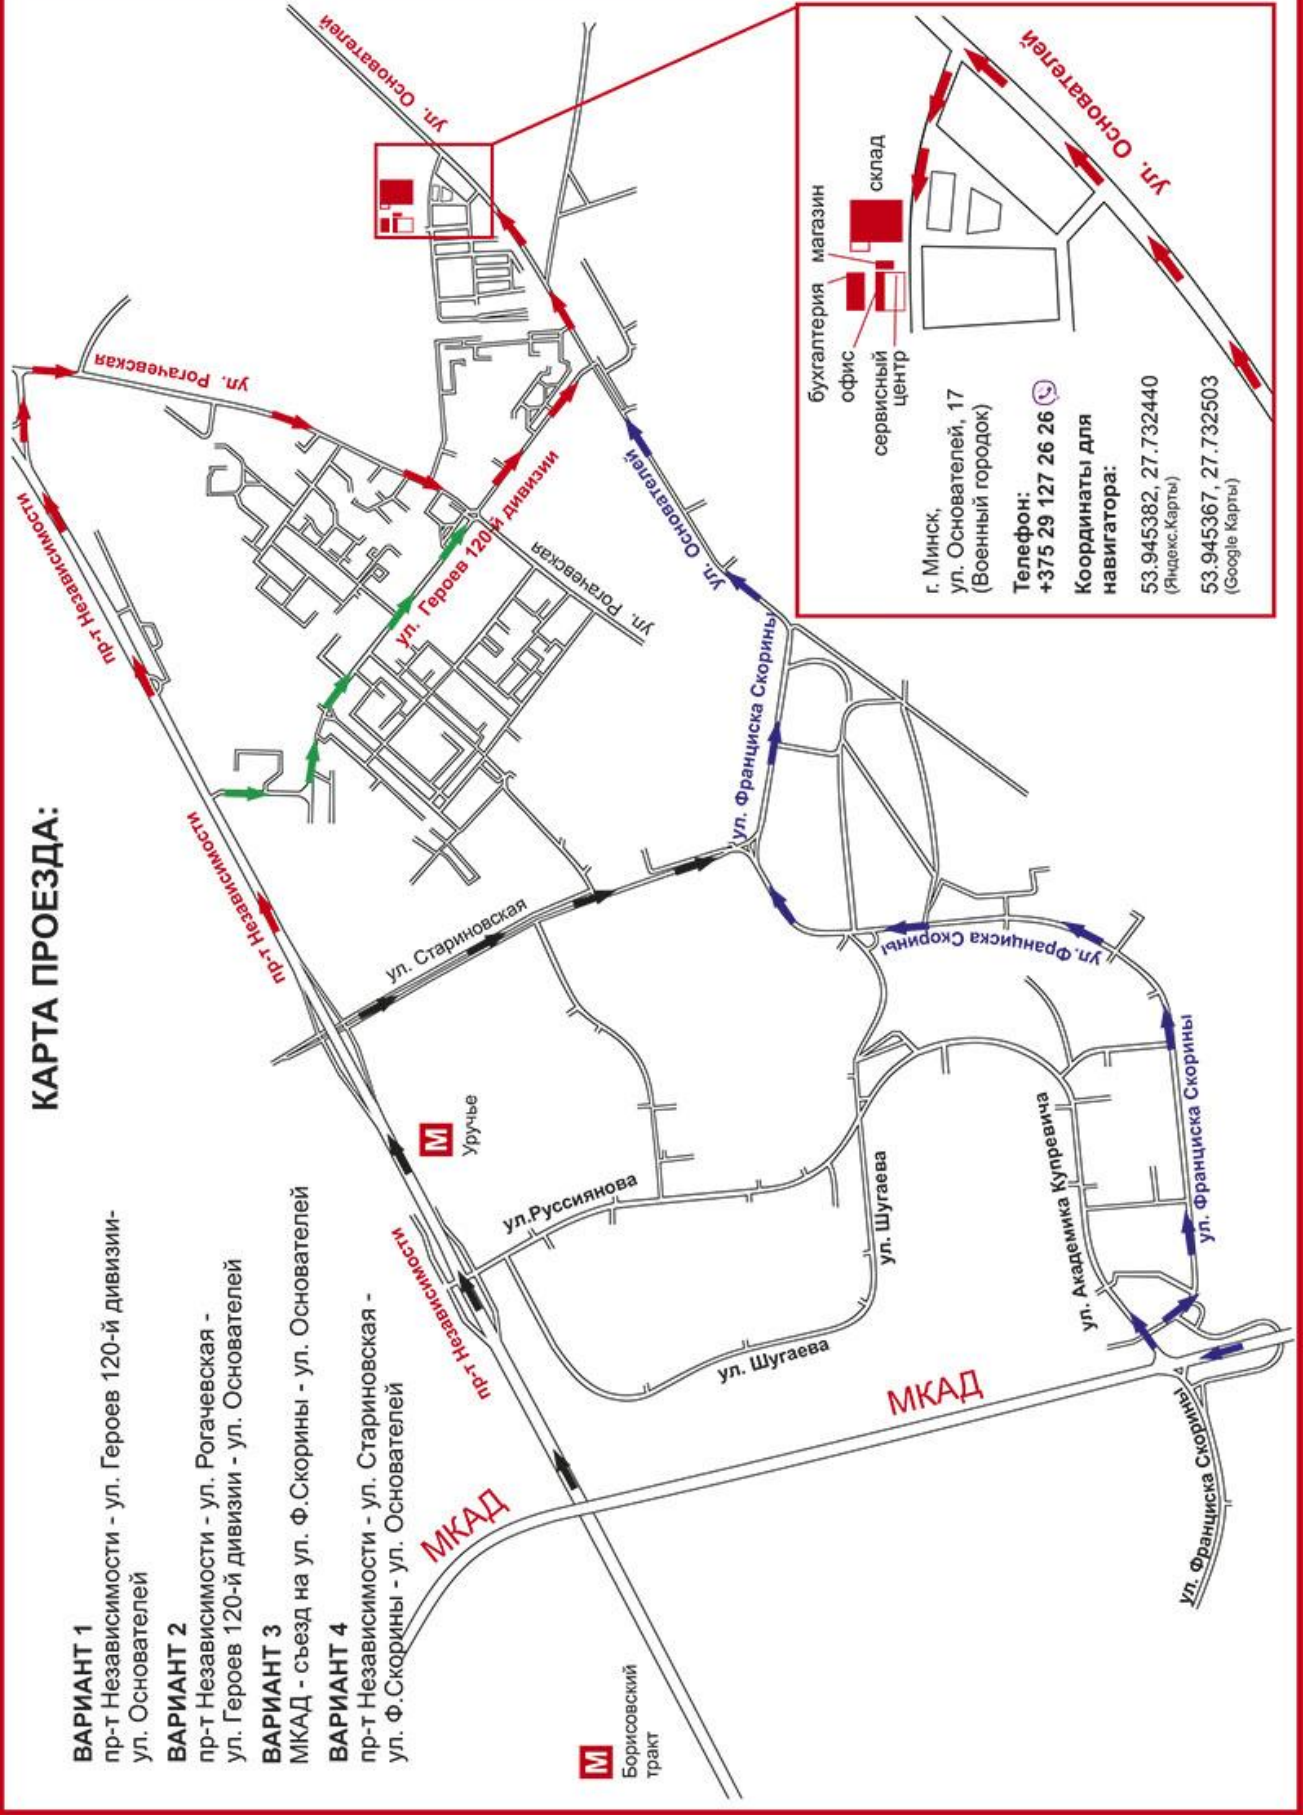 КАРТА ПРОЕЗДА:
ВАРИАНТ 1
пр-т Независимости - ул. Героев 120-й дивизии-
ул. Основателей
ВАРИАНТ 2
пр-т Независимости - ул. Рогачевская -
ул. Героев 120-й дивизии - ул. Основателей
ВАРИАНТ 3
МКАД - съезд на ул. Ф.Скорины - ул. Основателей
ВАРИАНТ 4
пр-т Независимости - ул. Стариновская -
ул. Ф.Скорины - ул. Основателей
пр-т Независимости
пр-т Независимости
пр-т Независимости
ул. Рогачевская
ул. Основателей
ул. Героев 120-й дивизии
ул. Рогачевская
ул. Стариновская
М
Уручье
ул.Руссиянова
ул. Шугаева
ул. Шугаева
МКАД
МКАД
М
Борисовский
тракт
ул. Основателей
ул. Франциска Скорины
ул. Франциска Скорины
ул. Академика Купревича
ул. Франциска Скорины
ул. Франциска Скорины
бухгалтерия
магазин
офис
склад
сервисный
центр
ул. Основателей
ул. Основателей
г. Минск,
ул. Основателей, 17
(Военный городок)
Телефон:
+375 29 127 26 26
Координаты для
навигатора:
53.945382, 27.732440
(Яндекс.Карты)
53.945367, 27.732503
(Google Карты)